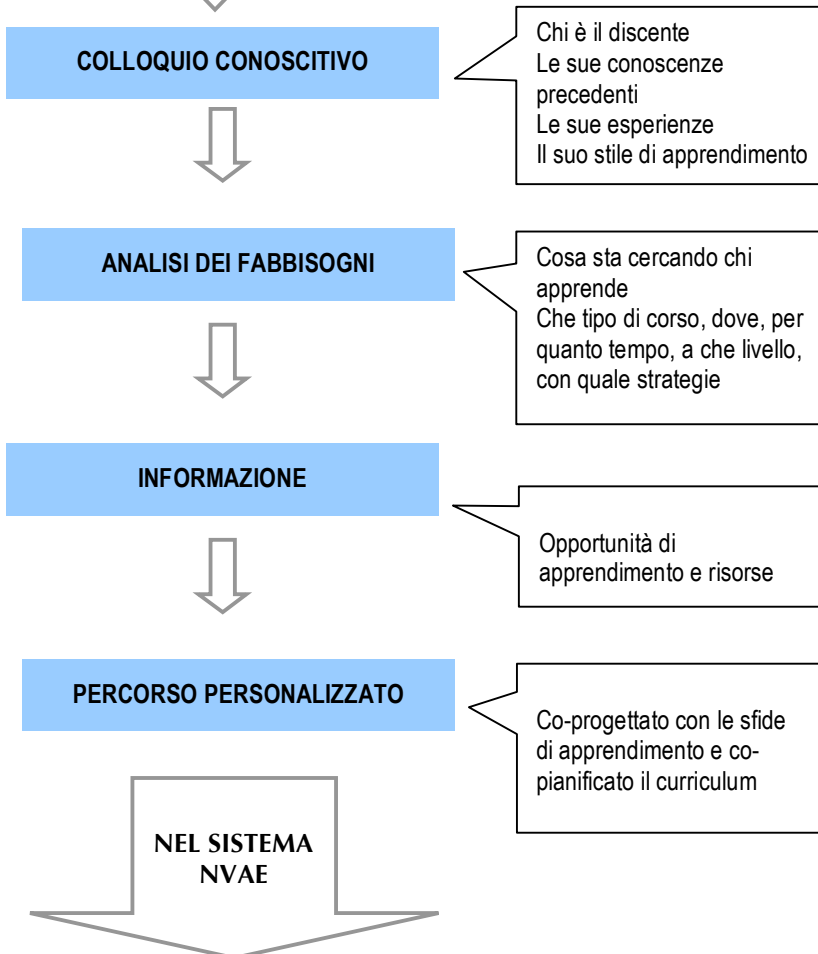 COLLOQUIO CONOSCITIVO
Chi è il discente
Le sue conoscenze
precedenti
Le sue esperienze
Il suo stile di apprendimento
ANALISI DEI FABBISOGNI
Cosa sta cercando chi
apprende
Che tipo di corso, dove, per
quanto tempo, a che livello,
con quale strategie
INFORMAZIONE
Opportunità di
apprendimento e risorse
PERCORSO PERSONALIZZATO
Co-progettato con le sfide
di apprendimento e co-
pianificato il curriculum
NEL SISTEMA
NVAE